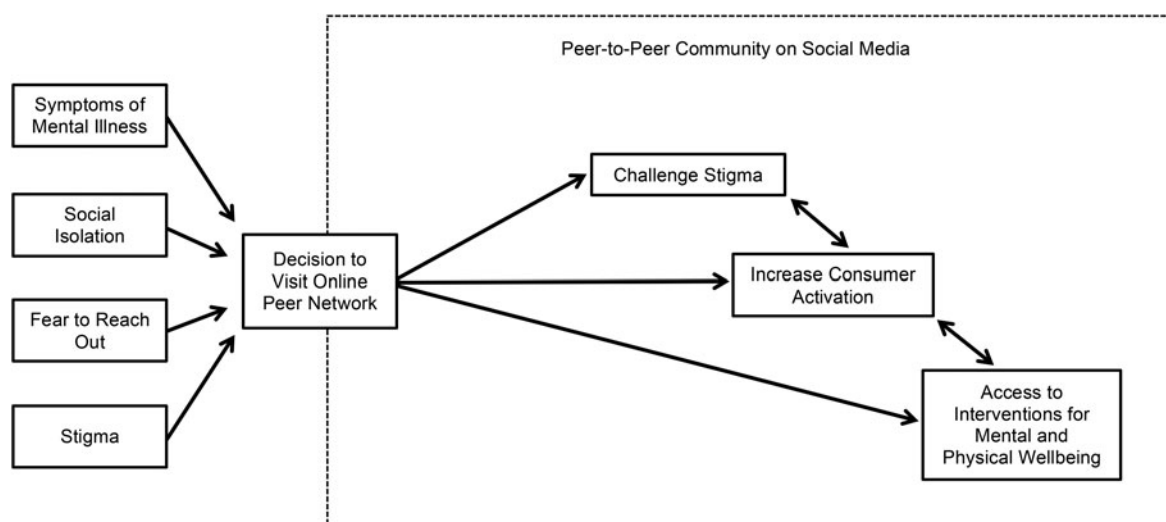 Peer-to-Peer Community on Social Media
Symptoms of
Mental Illness
Social
Isolation
Fear to Reach
Out
Stigma
Decision to
Visit Online
Peer Network
Challenge Stigma
Increase Consumer
Activation
Access to
Interventions for
Mental and
Physical Wellbeing